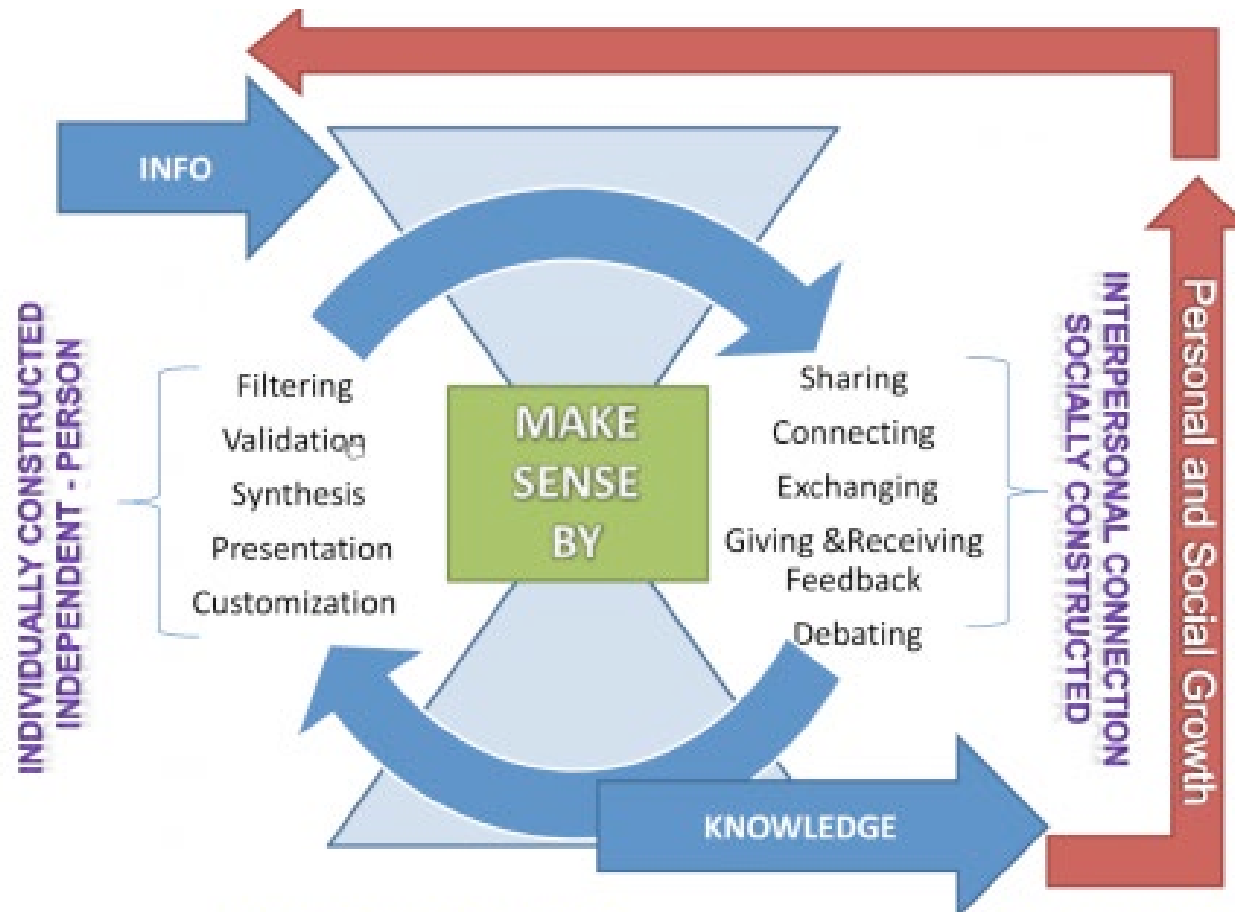 INFO
INDIVIDUALLY CONSTRUCTED
INDEPENDENT - PERSON
Filtering
Validation
Synthesis
Presentation
Customization
MAKE
SENSE
BY
Sharing
Connecting
Exchanging
Giving &Receiving
Feedback
Debating
INTERPERSONAL CONNECTION
SOCIALLY CONSTRUCTED
Personal and Social Growth
KNOWLEDGE